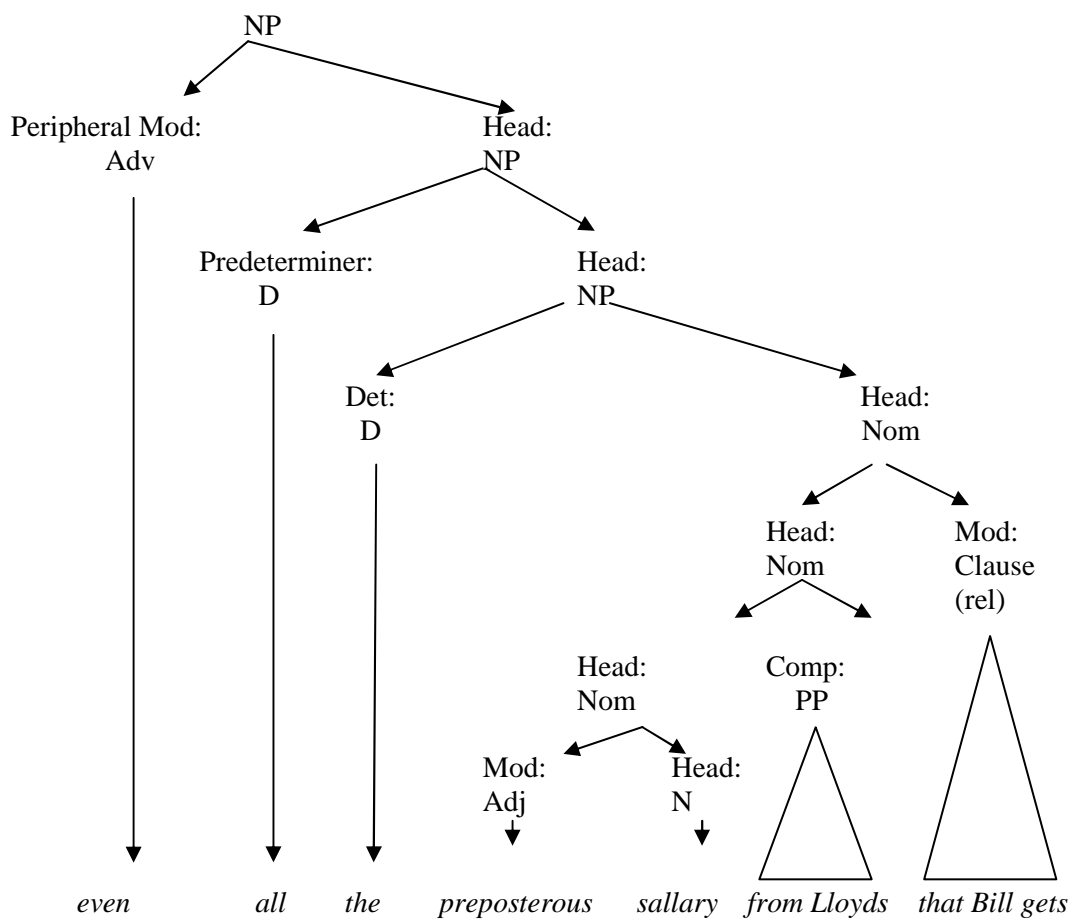 NP
Peripheral Mod:
Adv
Head:
NP
Predeterminer:
D
Head:
NP
Det:
D
Head:
Nom
Head:
Nom
Mod:
Clause
(rel)
Head:
Nom
Comp:
PP
Mod:
Adj
Head:
N
even all the preposterous sallary from Lloyds that Bill gets